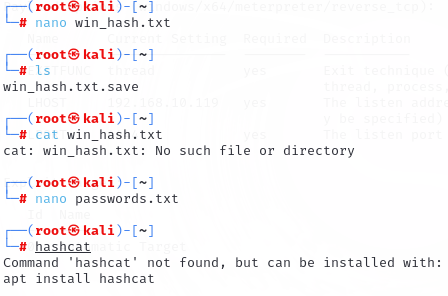 ┌──(root㉿kali)-[~]
└─# nano win_hash.txt
┌──(root㉿kali)-[~]
└─# ls
win_hash.txt.save
┌──(root㉿kali)-[~]
└─# cat win_hash.txt
cat: win_hash.txt: No such file or directory
┌──(root㉿kali)-[~]
└─# nano passwords.txt
┌──(root㉿kali)-[~]
└─# hashcat
Command 'hashcat' not found, but can be installed with:
apt install hashcat